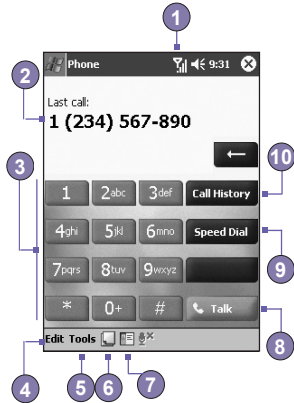 1
Phone 9:31
2
Last call:
1 (234) 567-890
3
10
1 2abc 3def Call History
4ghi 5jkl 6mno Speed Dial
9
7pqrs 8tuv 9wxyz
* 0+ # Talk
8
Edit Tools
4 5 6 7